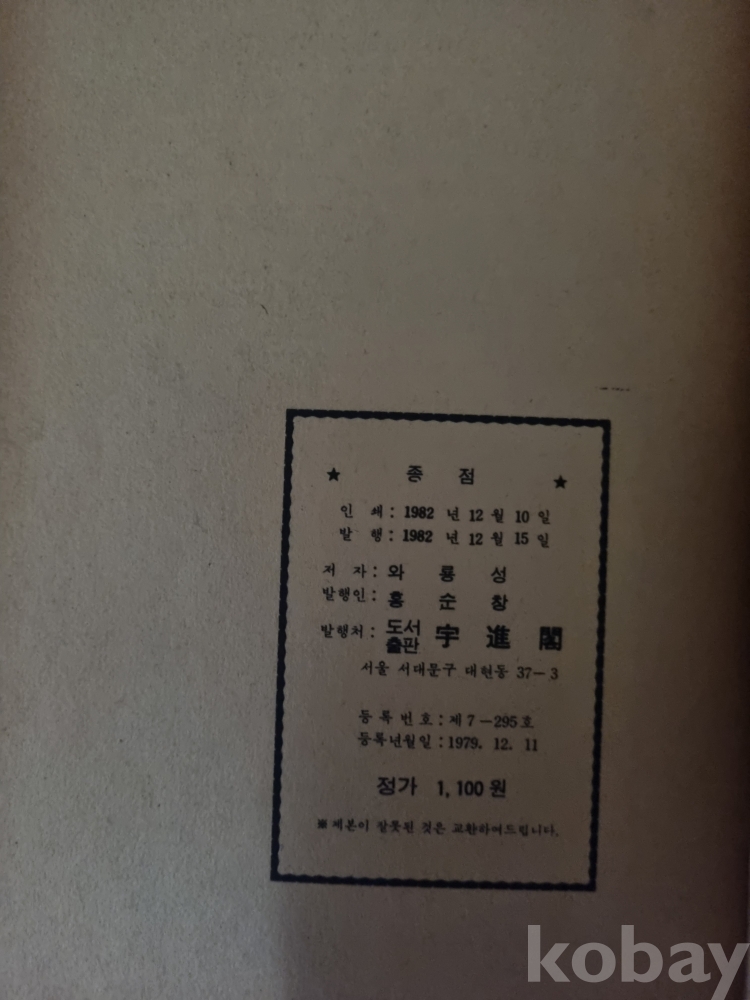 ★ 종 점 ★
인 쇄 : 1982 년 12 월 10 일
발 행 : 1982 년 12 월 15 일
저 자 : 와 룡 성
발행인 : 홍 순 창
발행처 : 도서출판 宇進閣
서울 서대문구 대현동 37-3
등 록 번 호 : 제 7-295 호
등록년월일 : 1979. 12. 11
정가 1,100 원
※ 제본이 잘못된 것은 교환하여드립니다.
kobay